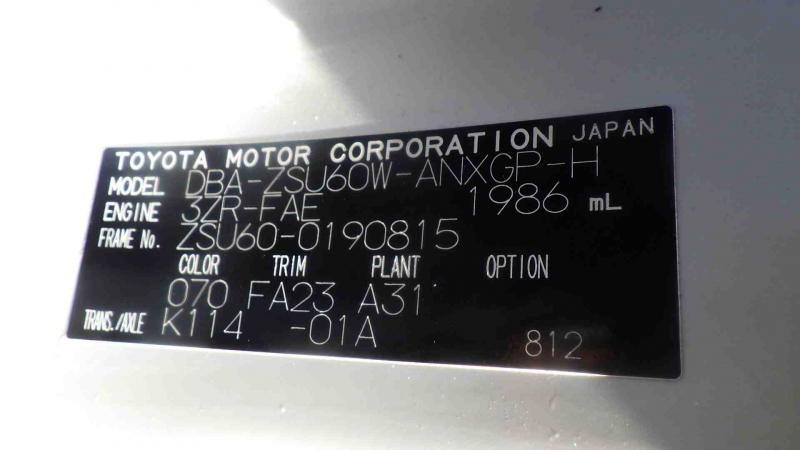 TOYOTA MOTOR CORPORATION JAPAN
MODEL DBA-ZSU60W-ANXGP-H
ENGINE 3ZR-FAE 1986 mL
FRAME No. ZSU60-0190815
COLOR TRIM PLANT OPTION
070 FA23 A31
TRANS./AXLE K114 -01A 812